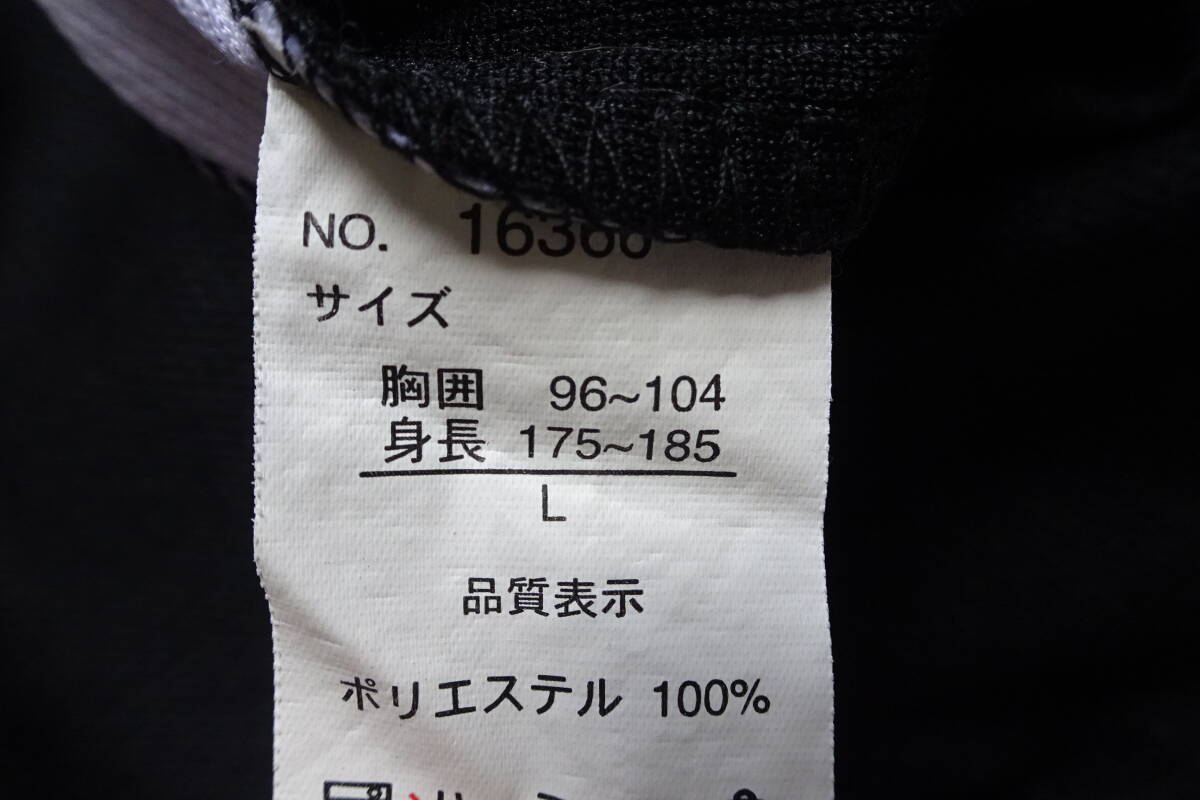 NO. 16366
サイズ
胸囲 96~104
身長 175~185
L
品質表示
ポリエステル 100%